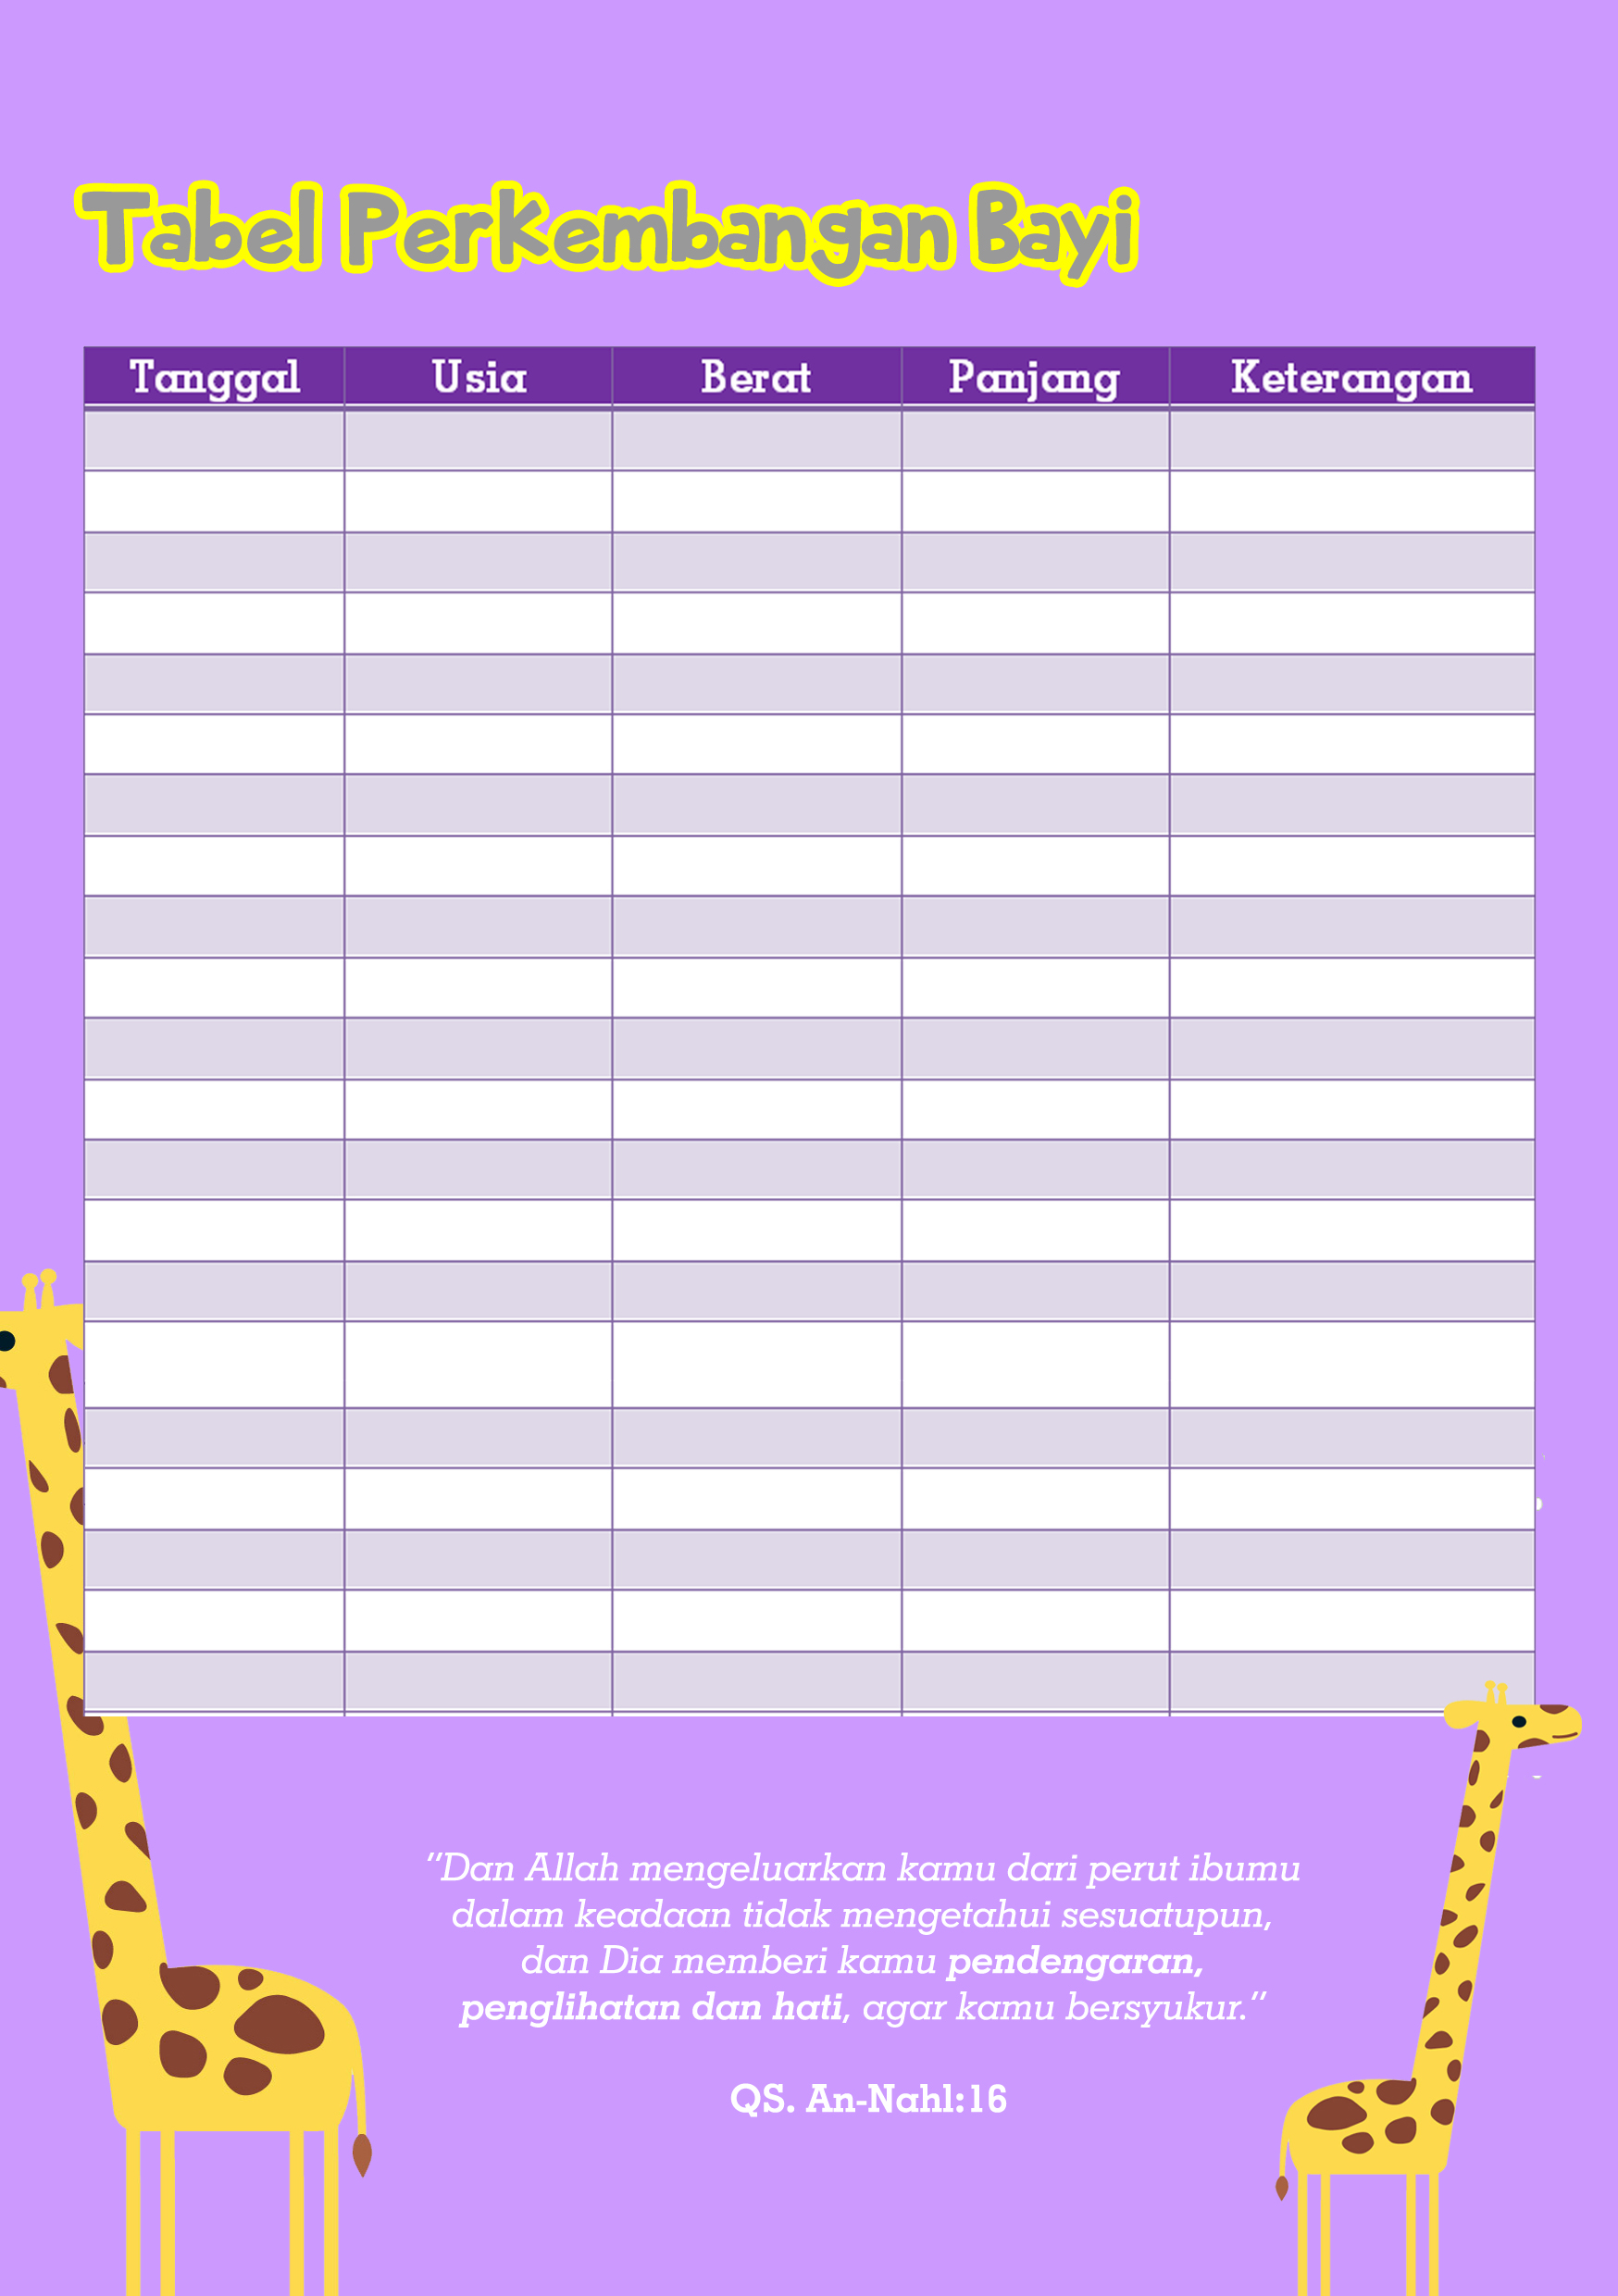 Tabel Perkembangan Bayi
Tanggal Usia Berat Panjang Keterangan
"Dan Allah mengeluarkan kamu dari perut ibumu
dalam keadaan tidak mengetahui sesuatupun,
dan Dia memberi kamu pendengaran,
penglihatan dan hati, agar kamu bersyukur."
QS. An-Nahl:16